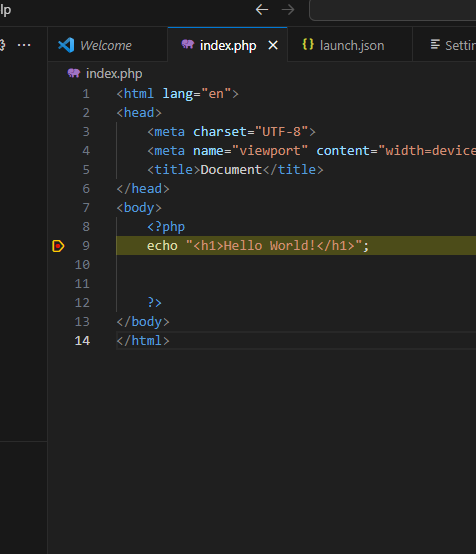 lp
Welcome index.php launch.json Settin
index.php
1 <html lang="en">
2 <head>
3 <meta charset="UTF-8">
4 <meta name="viewport" content="width=device
5 <title>Document</title>
6 </head>
7 <body>
8 <?php
9 echo "<h1>Hello World!</h1>";
10
11
12 ?>
13 </body>
14 </html>